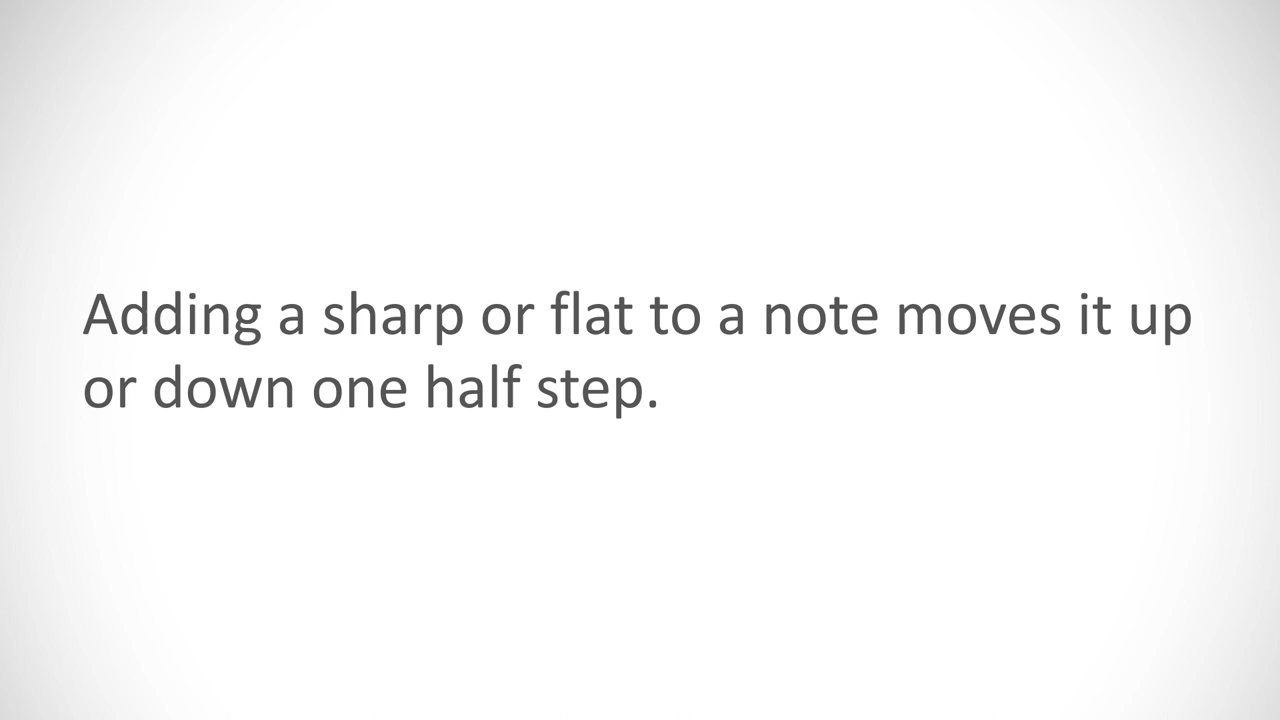 Adding a sharp or flat to a note moves it up
or down one half step.